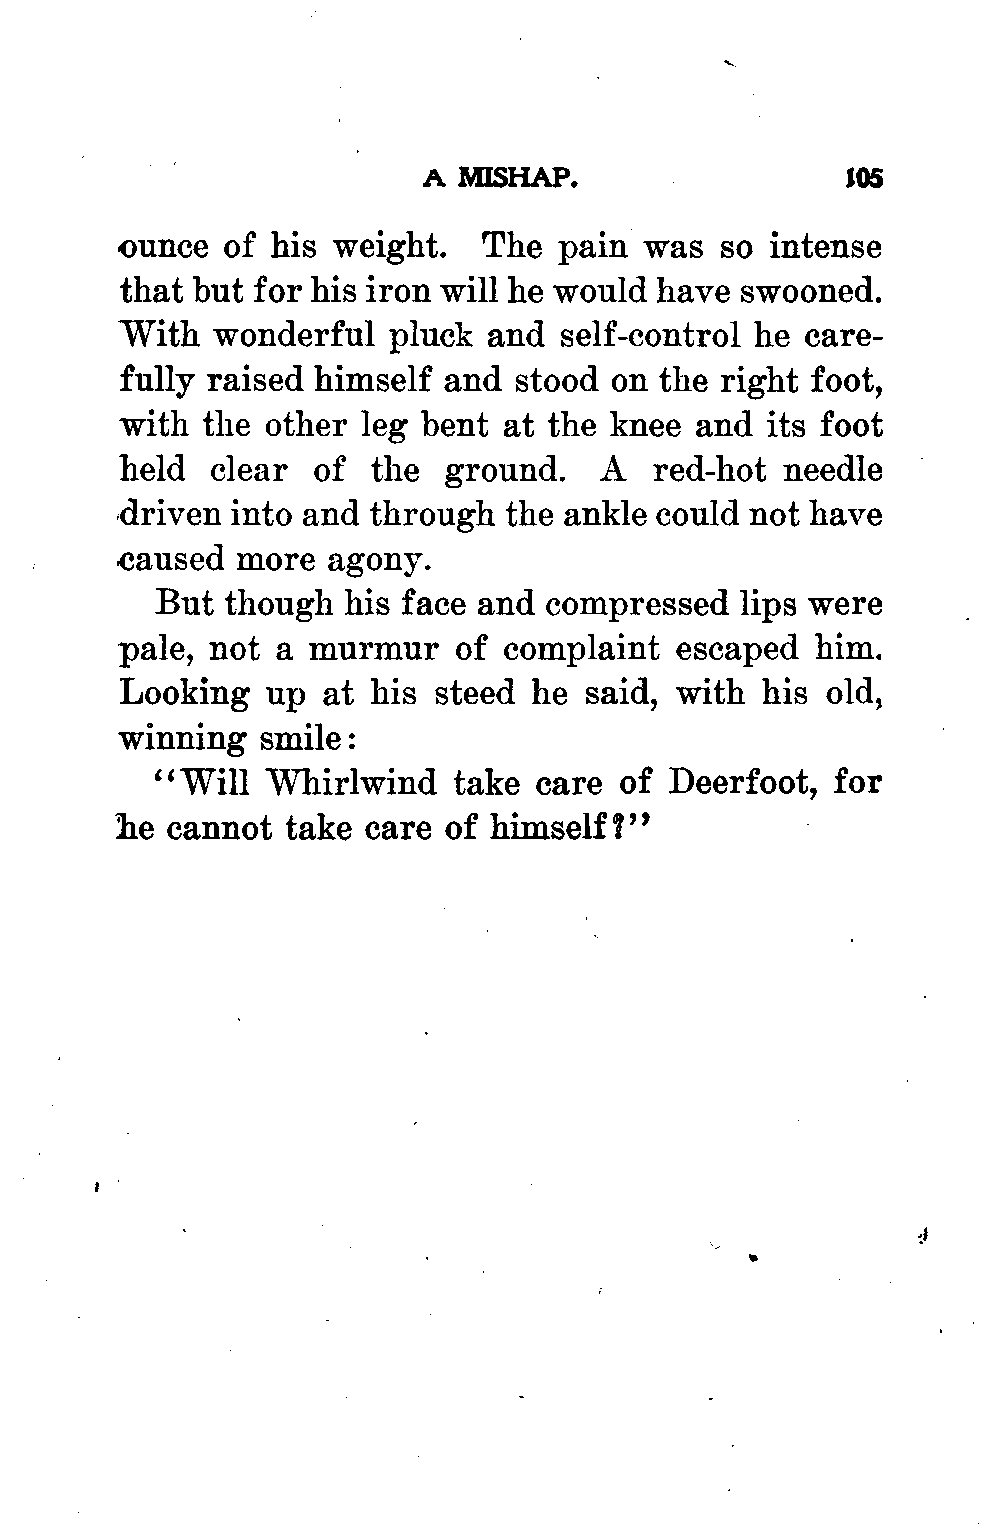 A MISHAP. 105
ounce of his weight. The pain was so intense
that but for his iron will he would have swooned.
With wonderful pluck and self-control he care-
fully raised himself and stood on the right foot,
with the other leg bent at the knee and its foot
held clear of the ground. A red-hot needle
driven into and through the ankle could not have
caused more agony.
But though his face and compressed lips were
pale, not a murmur of complaint escaped him.
Looking up at his steed he said, with his old,
winning smile:
“Will Whirlwind take care of Deerfoot, for
he cannot take care of himself?”